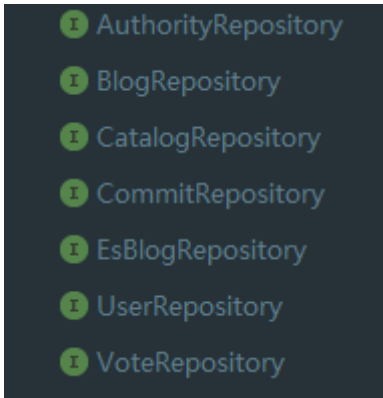 I AuthorityRepository
I BlogRepository
I CatalogRepository
I CommitRepository
I EsBlogRepository
I UserRepository
I VoteRepository